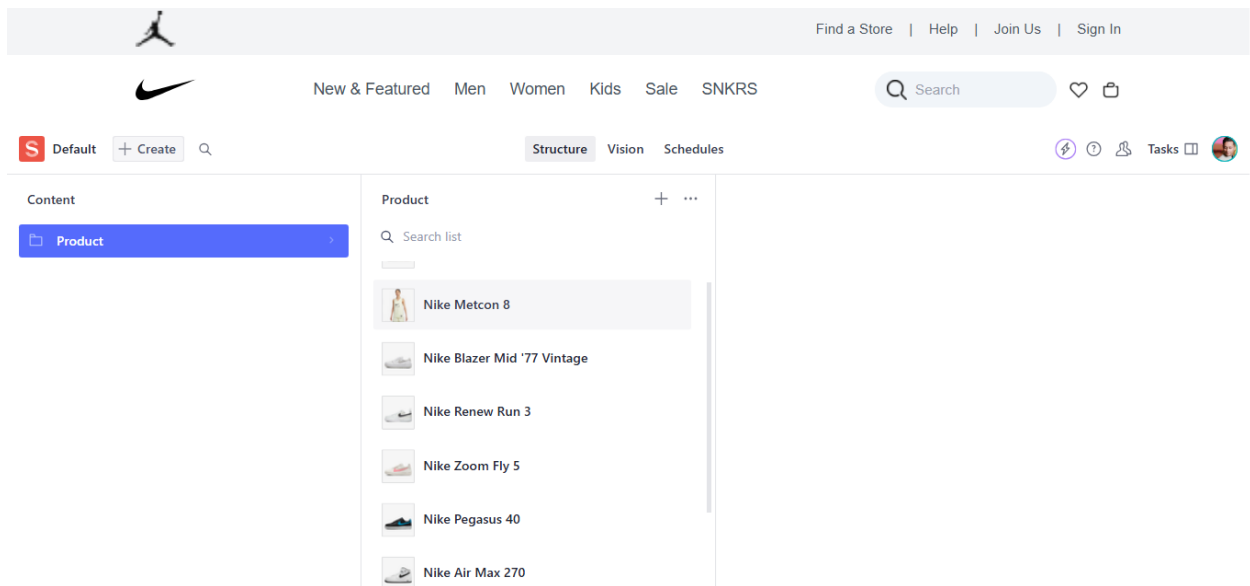 Find a Store | Help | Join Us | Sign In
New & Featured Men Women Kids Sale SNKRS Search
S Default + Create Structure Vision Schedules Tasks
Content
Product
Product
Search list
Nike Metcon 8
Nike Blazer Mid '77 Vintage
Nike Renew Run 3
Nike Zoom Fly 5
Nike Pegasus 40
Nike Air Max 270